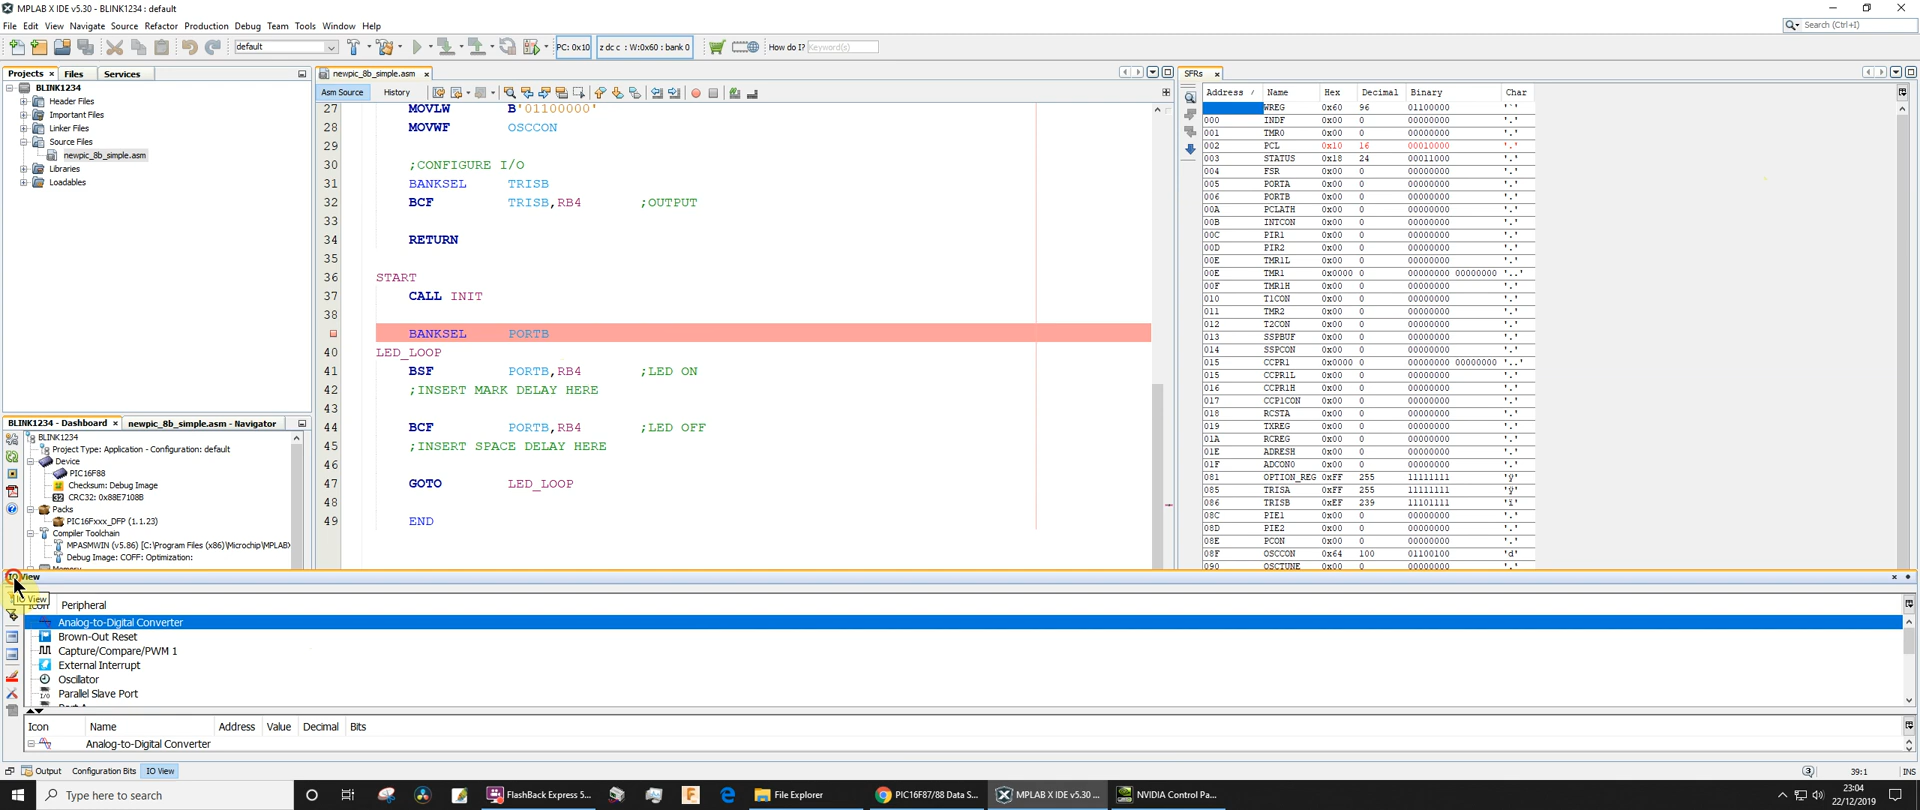 MPLAB X IDE v5.30 - BLINK1234 : default
File Edit View Navigate Source Refactor Production Debug Team Tools Window Help
Search (Ctrl+I)
default PC: 0x10 z dc c : W:0x60 : bank 0 How do I? Keyword(s)
Projects Files Services
BLINK1234
Header Files
Important Files
Linker Files
Source Files
newpic_8b_simple.asm
Libraries
Loadables
newpic_8b_simple.asm
Asm Source History
27 MOVLW B'01100000'
28 MOVWF OSCCON
29
30 ;CONFIGURE I/O
31 BANKSEL TRISB
32 BCF TRISB,RB4 ;OUTPUT
33
34 RETURN
35
36 START
37 CALL INIT
38
BANKSEL PORTB
40 LED_LOOP
41 BSF PORTB,RB4 ;LED ON
42 ;INSERT MARK DELAY HERE
43
44 BCF PORTB,RB4 ;LED OFF
45 ;INSERT SPACE DELAY HERE
46
47 GOTO LED_LOOP
48
49 END
SFRs
Address Name Hex Decimal Binary Char
WREG 0x60 96 01100000 '`'
000 INDF 0x00 0 00000000 '.'
001 TMR0 0x00 0 00000000 '.'
002 PCL 0x10 16 00010000 '.'
003 STATUS 0x18 24 00011000 '.'
004 FSR 0x00 0 00000000 '.'
005 PORTA 0x00 0 00000000 '.'
006 PORTB 0x00 0 00000000 '.'
00A PCLATH 0x00 0 00000000 '.'
00B INTCON 0x00 0 00000000 '.'
00C PIR1 0x00 0 00000000 '.'
00D PIR2 0x00 0 00000000 '.'
00E TMR1L 0x00 0 00000000 '.'
00E TMR1 0x0000 0 00000000 00000000 '..'
00F TMR1H 0x00 0 00000000 '.'
010 T1CON 0x00 0 00000000 '.'
011 TMR2 0x00 0 00000000 '.'
012 T2CON 0x00 0 00000000 '.'
013 SSPBUF 0x00 0 00000000 '.'
014 SSPCON 0x00 0 00000000 '.'
015 CCPR1 0x0000 0 00000000 00000000 '..'
015 CCPR1L 0x00 0 00000000 '.'
016 CCPR1H 0x00 0 00000000 '.'
017 CCP1CON 0x00 0 00000000 '.'
018 RCSTA 0x00 0 00000000 '.'
019 TXREG 0x00 0 00000000 '.'
01A RCREG 0x00 0 00000000 '.'
01E ADRESH 0x00 0 00000000 '.'
01F ADCON0 0x00 0 00000000 '.'
081 OPTION_REG 0xFF 255 11111111 'ÿ'
085 TRISA 0xFF 255 11111111 'ÿ'
086 TRISB 0xEF 239 11101111 'ï'
08C PIE1 0x00 0 00000000 '.'
08D PIE2 0x00 0 00000000 '.'
08E PCON 0x00 0 00000000 '.'
08F OSCCON 0x64 100 01100100 'd'
090 OSCTUNE 0x00 0 00000000 '.'
BLINK1234 - Dashboard newpic_8b_simple.asm - Navigator
BLINK1234
Project Type: Application - Configuration: default
Device
PIC16F88
Checksum: Debug Image
CRC32: 0x88E7108B
Packs
PIC16Fxxx_DFP (1.1.23)
Compiler Toolchain
MPASMWIN (v5.86) [C:\Program Files (x86)\Microchip\MPLAB
Debug Image: COFF: Optimization:
Memory
IO View
IO View
Icon Peripheral
Analog-to-Digital Converter
Brown-Out Reset
Capture/Compare/PWM 1
External Interrupt
Oscillator
Parallel Slave Port
Port A
Icon Name Address Value Decimal Bits
Analog-to-Digital Converter
Output Configuration Bits IO View
3 39:1 INS
Type here to search FlashBack Express 5... File Explorer PIC16F87/88 Data S... MPLAB X IDE v5.30 ... NVIDIA Control Pa...
23:04
22/12/2019